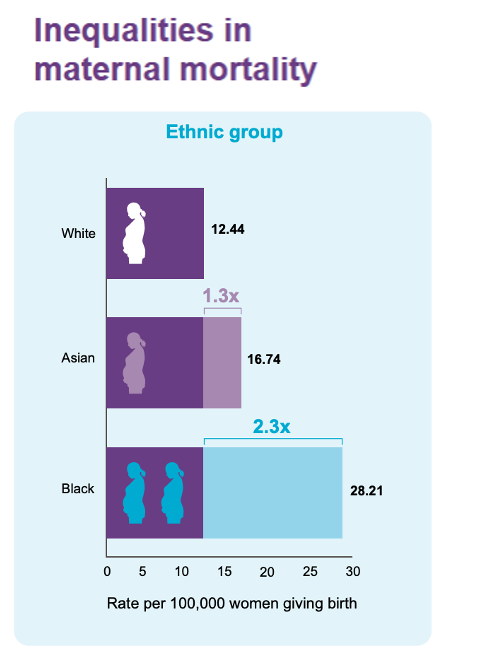 Inequalities in
maternal mortality
Ethnic group
White
12.44
1.3x
Asian
16.74
2.3x
Black
28.21
0 5 10 15 20 25 30
Rate per 100,000 women giving birth